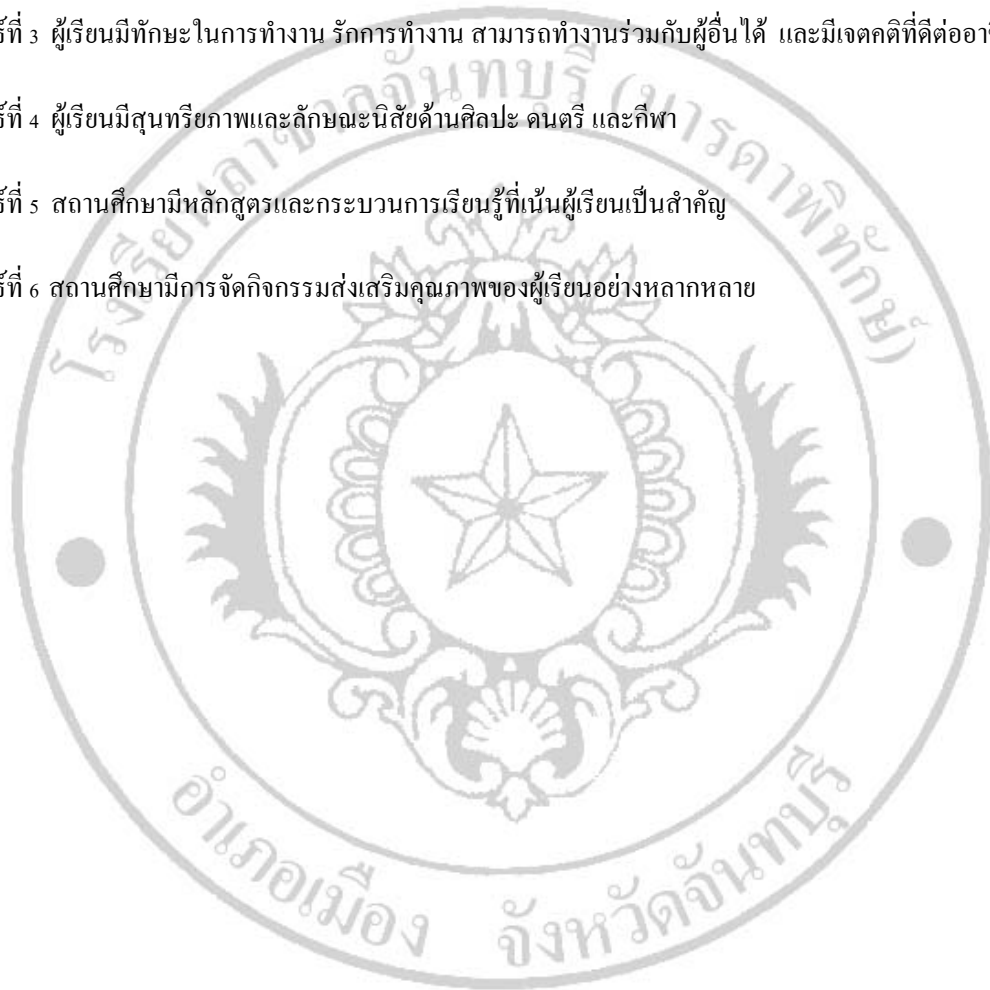 ที่ 3 ผู้เรียนมีทักษะในการทำงาน รักการทำงาน สามารถทำงานร่วมกับผู้อื่นได้ และมีเจตคติที่ดีต่อ
ที่ 4 ผู้เรียนมีสุนทรียภาพและลักษณะนิสัยด้านศิลปะ ดนตรี และกีฬา
ที่ 5 สถานศึกษามีหลักสูตรและกระบวนการเรียนรู้ที่เน้นผู้เรียนเป็นสำคัญ
ที่ 6 สถานศึกษามีการจัดกิจกรรมส่งเสริมคุณภาพของผู้เรียนอย่างหลากหลาย
โรงเรียนลาซาลจันทบุรี (มารดาพิทักษ์)
อำเภอเมือง จังหวัดจันทบุรี